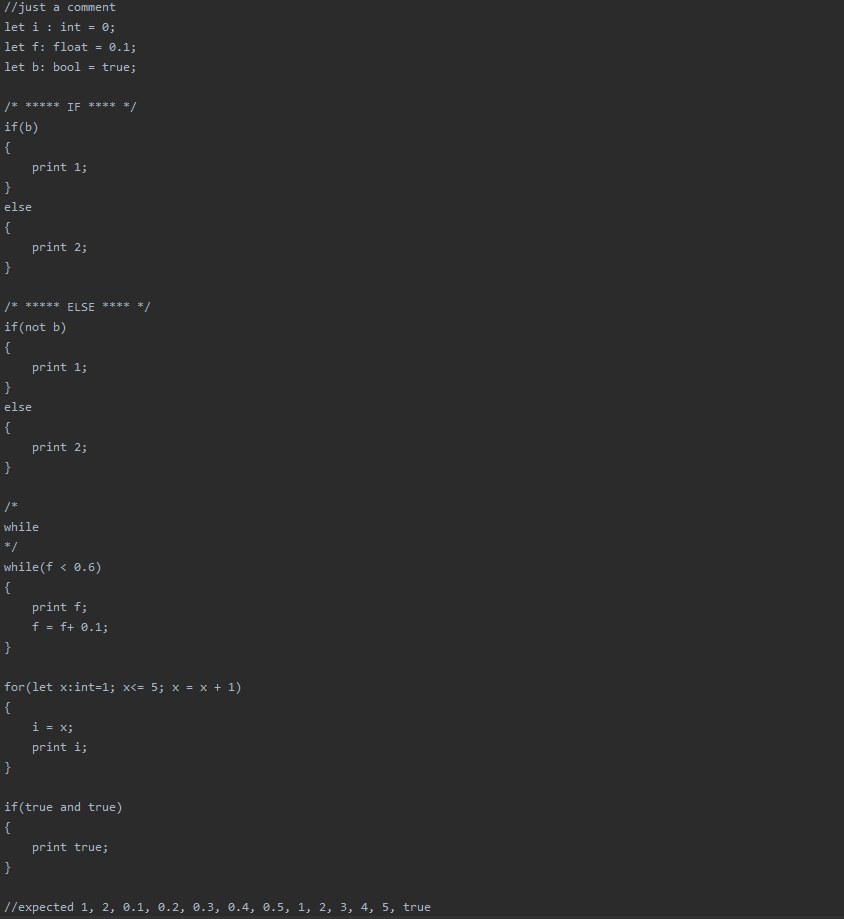 //just a comment
let i : int = 0;
let f: float = 0.1;
let b: bool = true;
/* ***** IF **** */
if(b)
{
print 1;
}
else
{
print 2;
}
/* ***** ELSE **** */
if(not b)
{
print 1;
}
else
{
print 2;
}
/*
while
*/
while(f < 0.6)
{
print f;
f = f+ 0.1;
}
for(let x:int=1; x<= 5; x = x + 1)
{
i = x;
print i;
}
if(true and true)
{
print true;
}
//expected 1, 2, 0.1, 0.2, 0.3, 0.4, 0.5, 1, 2, 3, 4, 5, true